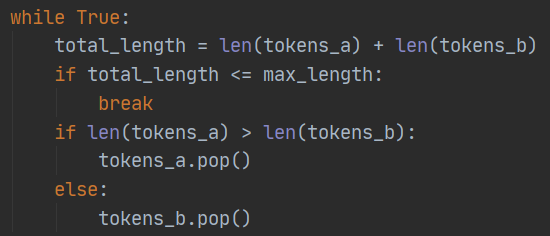 while True:
    total_length = len(tokens_a) + len(tokens_b)
    if total_length <= max_length:
        break
    if len(tokens_a) > len(tokens_b):
        tokens_a.pop()
    else:
        tokens_b.pop()